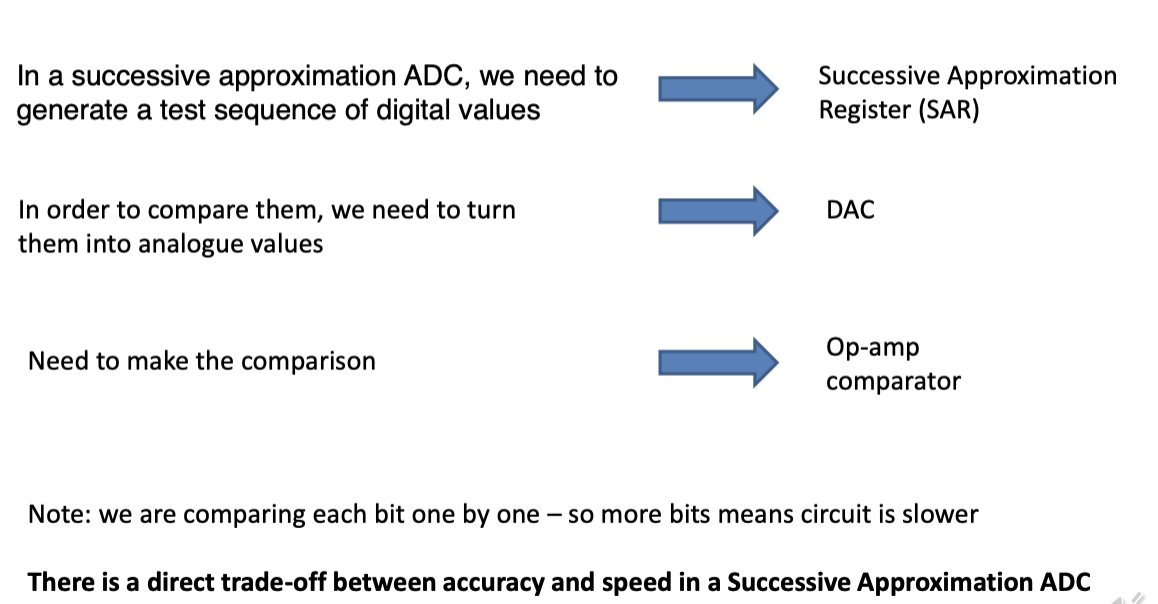 In a successive approximation ADC, we need to
generate a test sequence of digital values
Successive Approximation
Register (SAR)
In order to compare them, we need to turn
them into analogue values
DAC
Need to make the comparison
Op-amp
comparator
Note: we are comparing each bit one by one – so more bits means circuit is slower
There is a direct trade-off between accuracy and speed in a Successive Approximation ADC